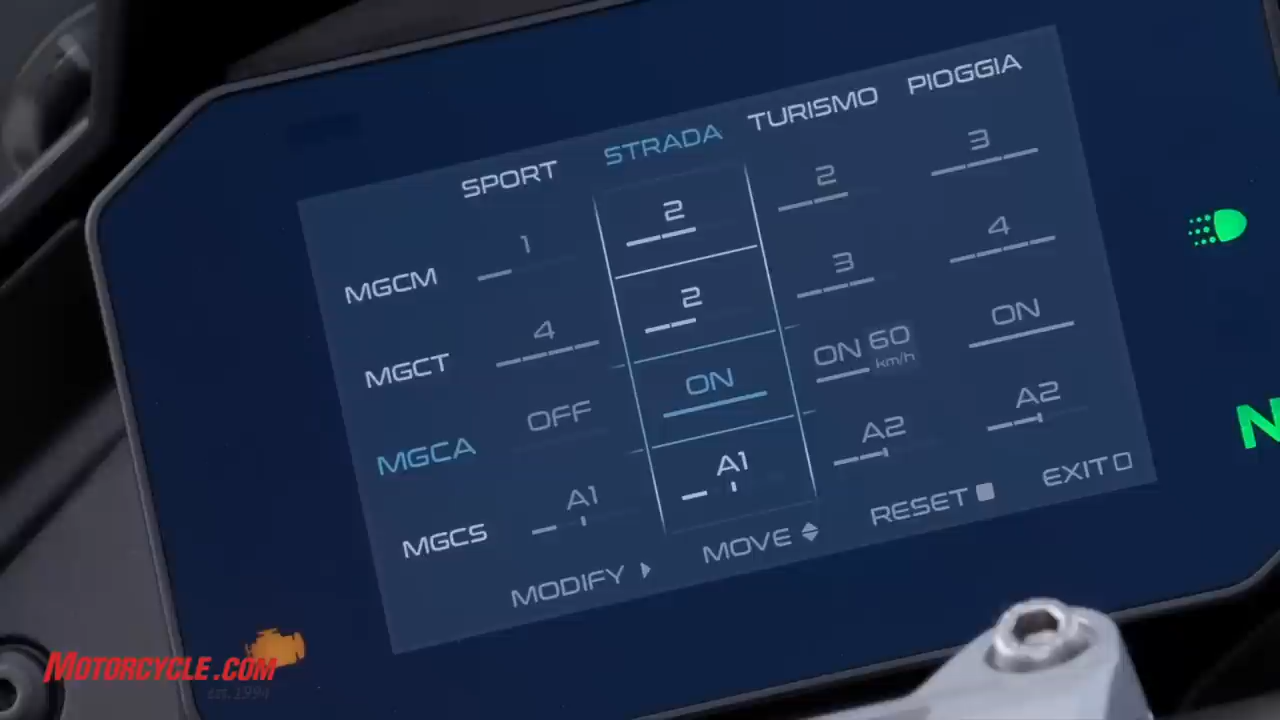 SPORT STRADA TURISMO PIOGGIA
MGCM 1 2 2 3
MGCT 4 2 3 4
MGCA OFF ON ON 60 km/h ON
MGCS A1 A1 A2 A2
MODIFY MOVE RESET EXIT
N
MOTORCYCLE.COM
est. 1994